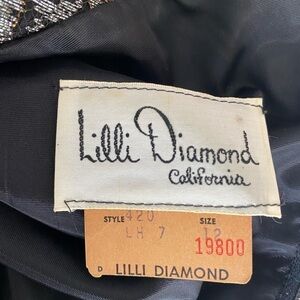 Lilli Diamond
California
STYLE 420 SIZE
LH 7 12
19800
D LILLI DIAMOND